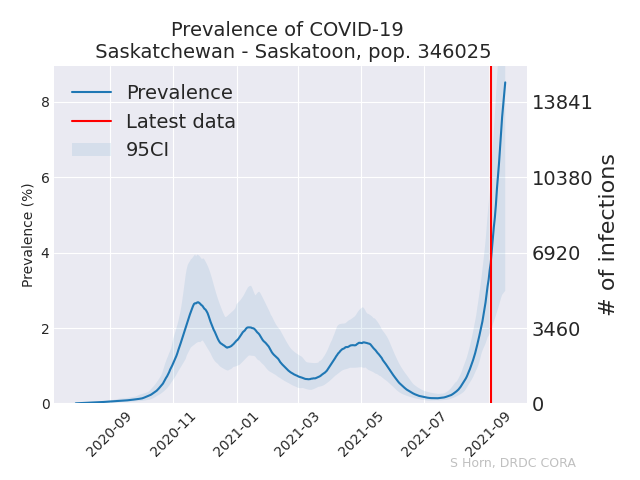 Prevalence of COVID-19
Saskatchewan - Saskatoon, pop. 346025
Prevalence
Latest data
95CI
Prevalence (%)
8
6
4
2
0
13841
10380
6920
3460
0
# of infections
2020-09
2020-11
2021-01
2021-03
2021-05
2021-07
2021-09
S Horn, DRDC CORA